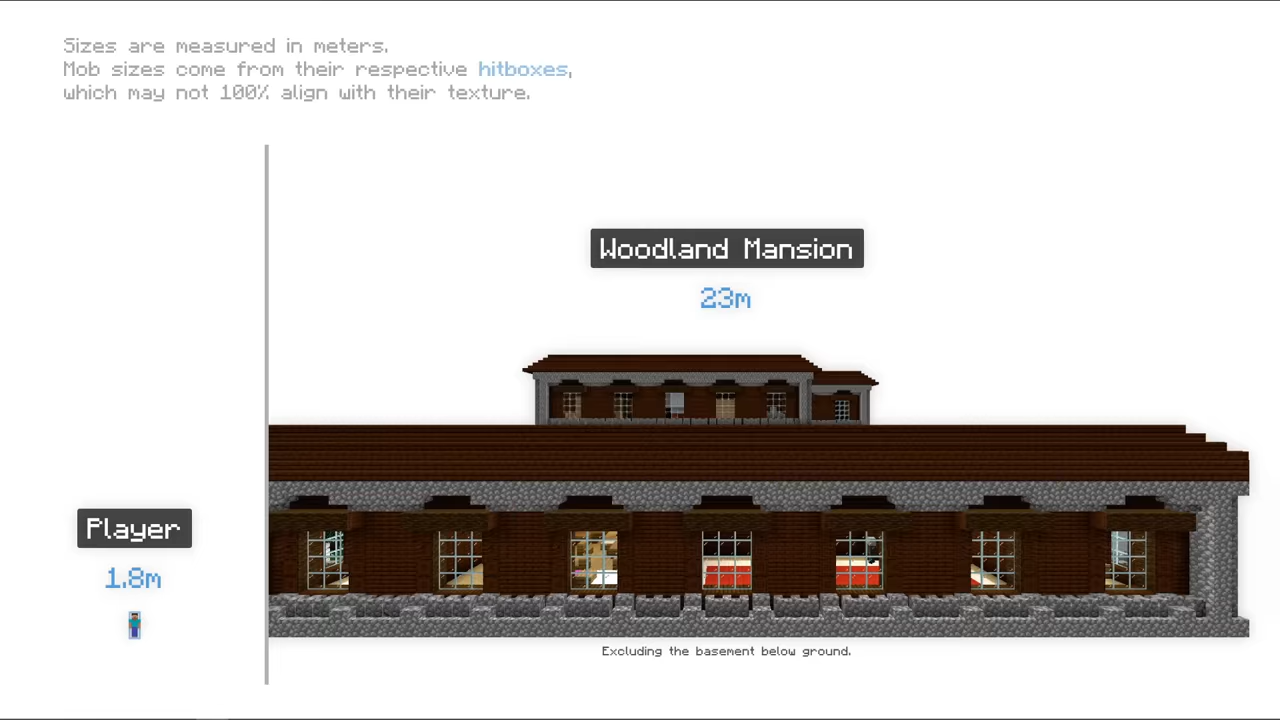 Sizes are measured in meters.
Mob sizes come from their respective hitboxes,
which may not 100% align with their texture.
Woodland Mansion
23m
Player
1.8m
Excluding the basement below ground.